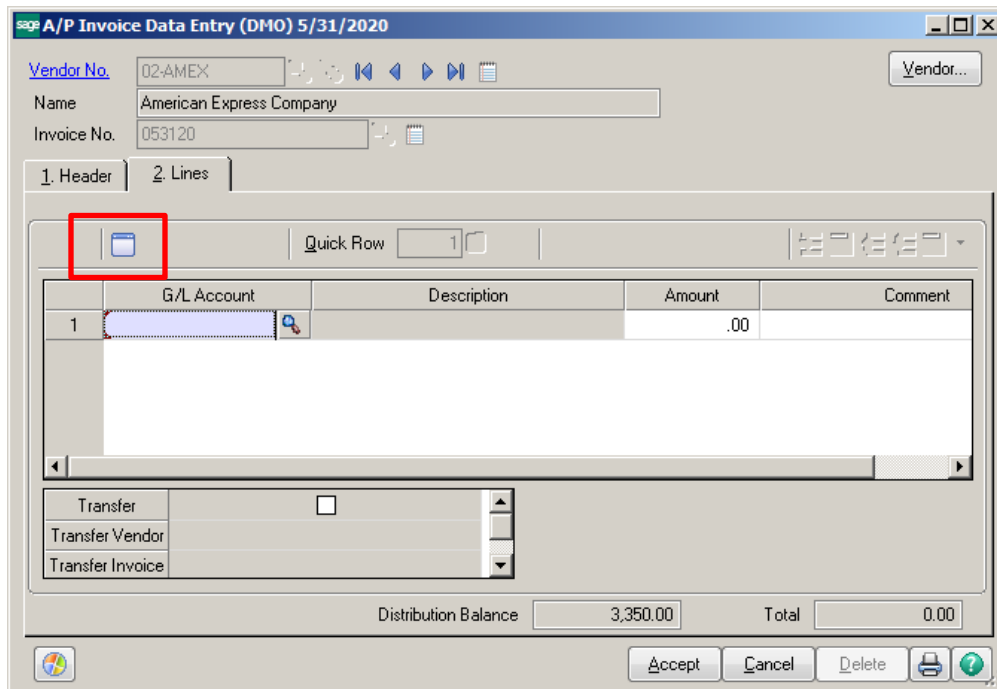 sage A/P Invoice Data Entry (DMO) 5/31/2020
Vendor No. 02-AMEX Vendor...
Name American Express Company
Invoice No. 053120
1. Header 2. Lines
Quick Row 1
G/L Account Description Amount Comment
1 .00
Transfer
Transfer Vendor
Transfer Invoice
Distribution Balance 3,350.00 Total 0.00
Accept Cancel Delete